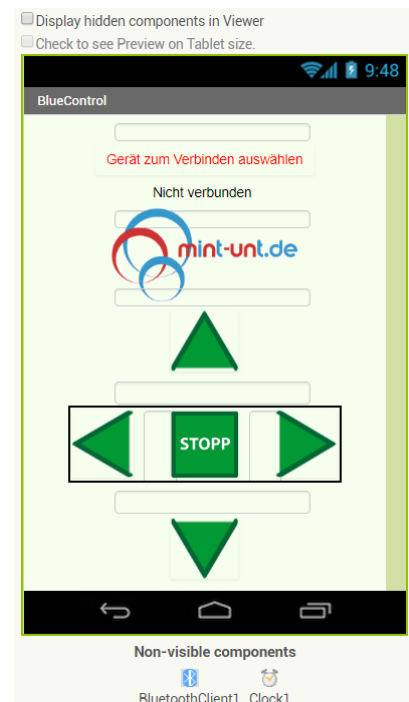 Display hidden components in Viewer
Check to see Preview on Tablet size.
9:48
BlueControl
Gerät zum Verbinden auswählen
Nicht verbunden
mint-unt.de
STOPP
Non-visible components
BluetoothClient1 Clock1